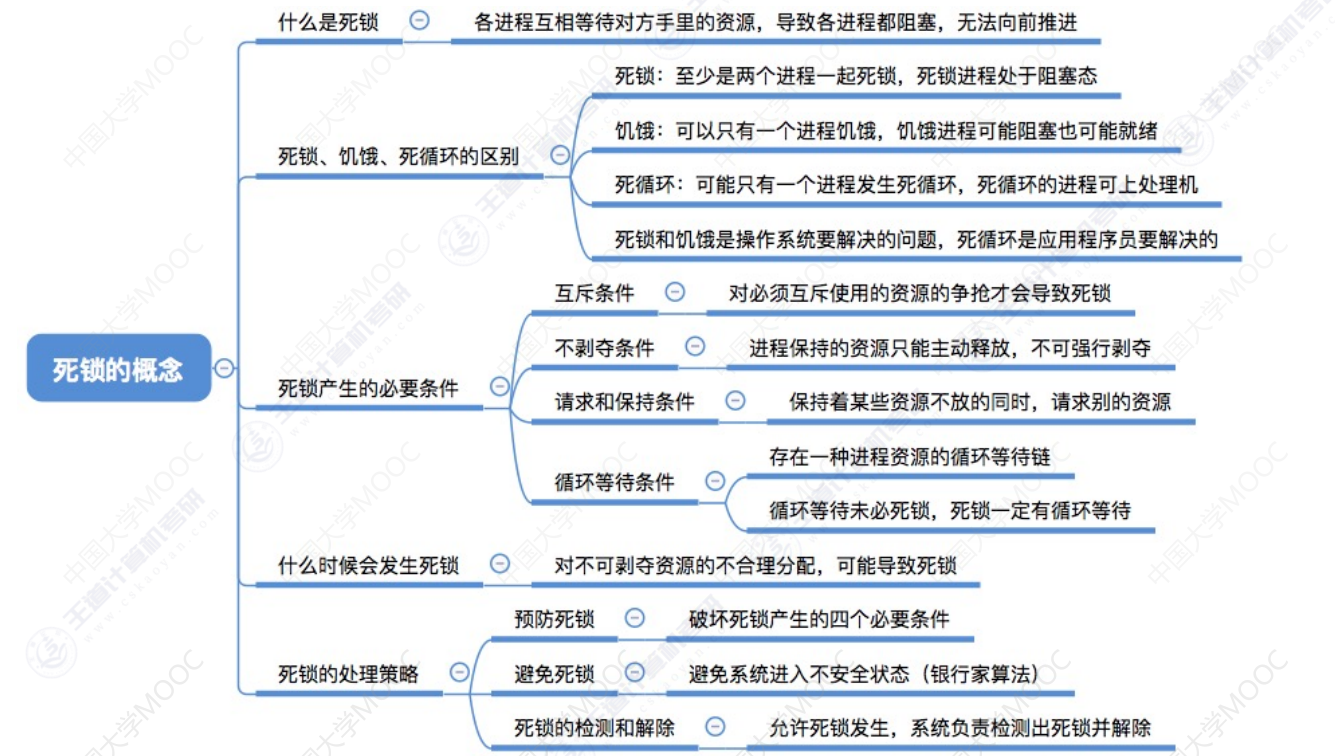 什么是死锁
各进程互相等待对方手里的资源，导致各进程都阻塞，无法向前推进
死锁、饥饿、死循环的区别
死锁：至少是两个进程一起死锁，死锁进程处于阻塞态
饥饿：可以只有一个进程饥饿，饥饿进程可能阻塞也可能就绪
死循环：可能只有一个进程发生死循环，死循环的进程可上处理机
死锁和饥饿是操作系统要解决的问题，死循环是应用程序员要解决的
死锁的概念
死锁产生的必要条件
互斥条件
对必须互斥使用的资源的争抢才会导致死锁
不剥夺条件
进程保持的资源只能主动释放，不可强行剥夺
请求和保持条件
保持着某些资源不放的同时，请求别的资源
循环等待条件
存在一种进程资源的循环等待链
循环等待未必死锁，死锁一定有循环等待
什么时候会发生死锁
对不可剥夺资源的不合理分配，可能导致死锁
死锁的处理策略
预防死锁
破坏死锁产生的四个必要条件
避免死锁
避免系统进入不安全状态（银行家算法）
死锁的检测和解除
允许死锁发生，系统负责检测出死锁并解除
中国大学MOOC
王道计算机考研
www.cskaoyan.com